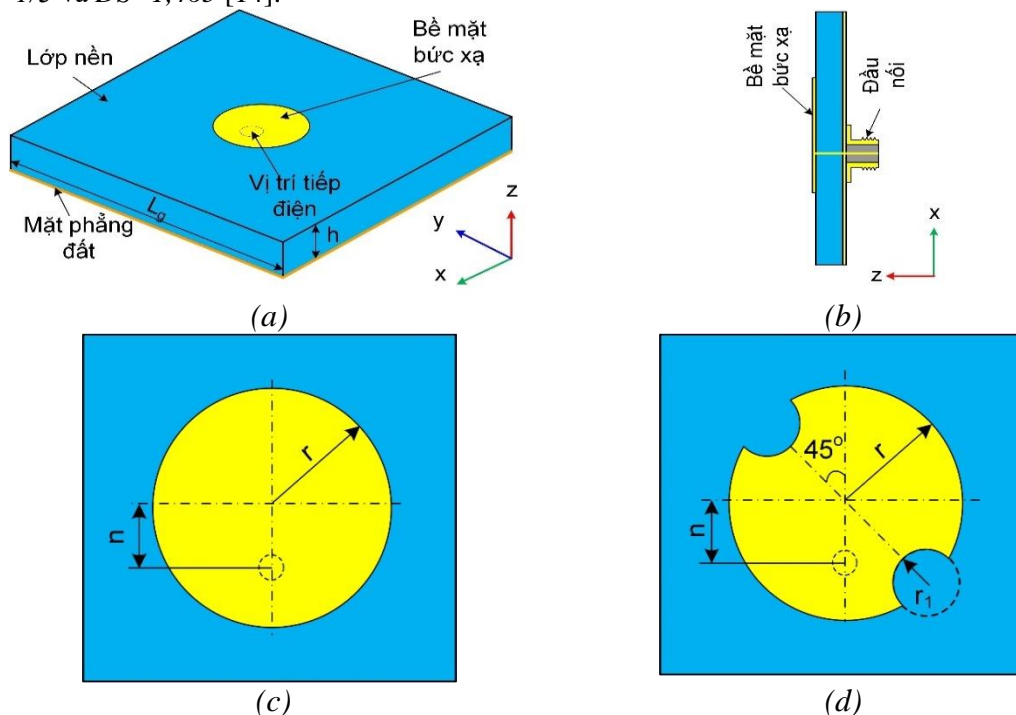 Bề mặt
bức xạ
Lớp nền
Vị trí tiếp
điện
Mặt phẳng
đất
Lg
h
z
y
x
Bề mặt
bức xạ
Đầu
nối
x
z
(a)
(b)
r
n
45°
r
n
r1
(c)
(d)